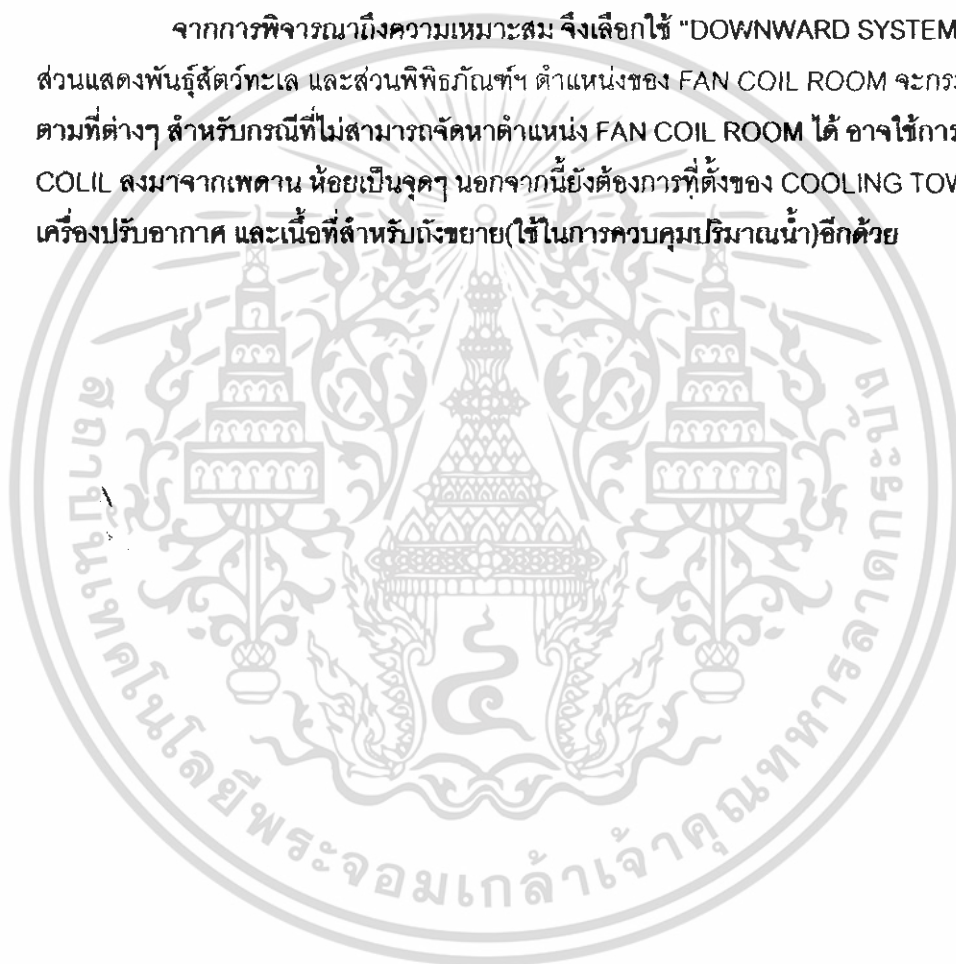 จากการพิจารณาถึงความเหมาะสม จึงเลือกใช้ "DOWNWARD SYSTEM
ส่วนแสดงพันธุ์สัตว์ทะเล และส่วนพิพิธภัณฑ์ฯ ตำแหน่งของ FAN COIL ROOM จะกระ
ตามที่ต่างๆ สำหรับกรณีที่ไม่สามารถจัดหาตำแหน่ง FAN COIL ROOM ได้ อาจใช้การ
COLIL ลงมาจากเพดาน ห้อยเป็นจุดๆ นอกจากนี้ยังต้องการที่ตั้งของ COOLING TOW
เครื่องปรับอากาศ และเนื้อที่สำหรับถังขยาย(ใช้ในการควบคุมปริมาณน้ำ)อีกด้วย
สถาบันเทคโนโลยีพระจอมเกล้าเจ้าคุณทหารลาดกระบัง